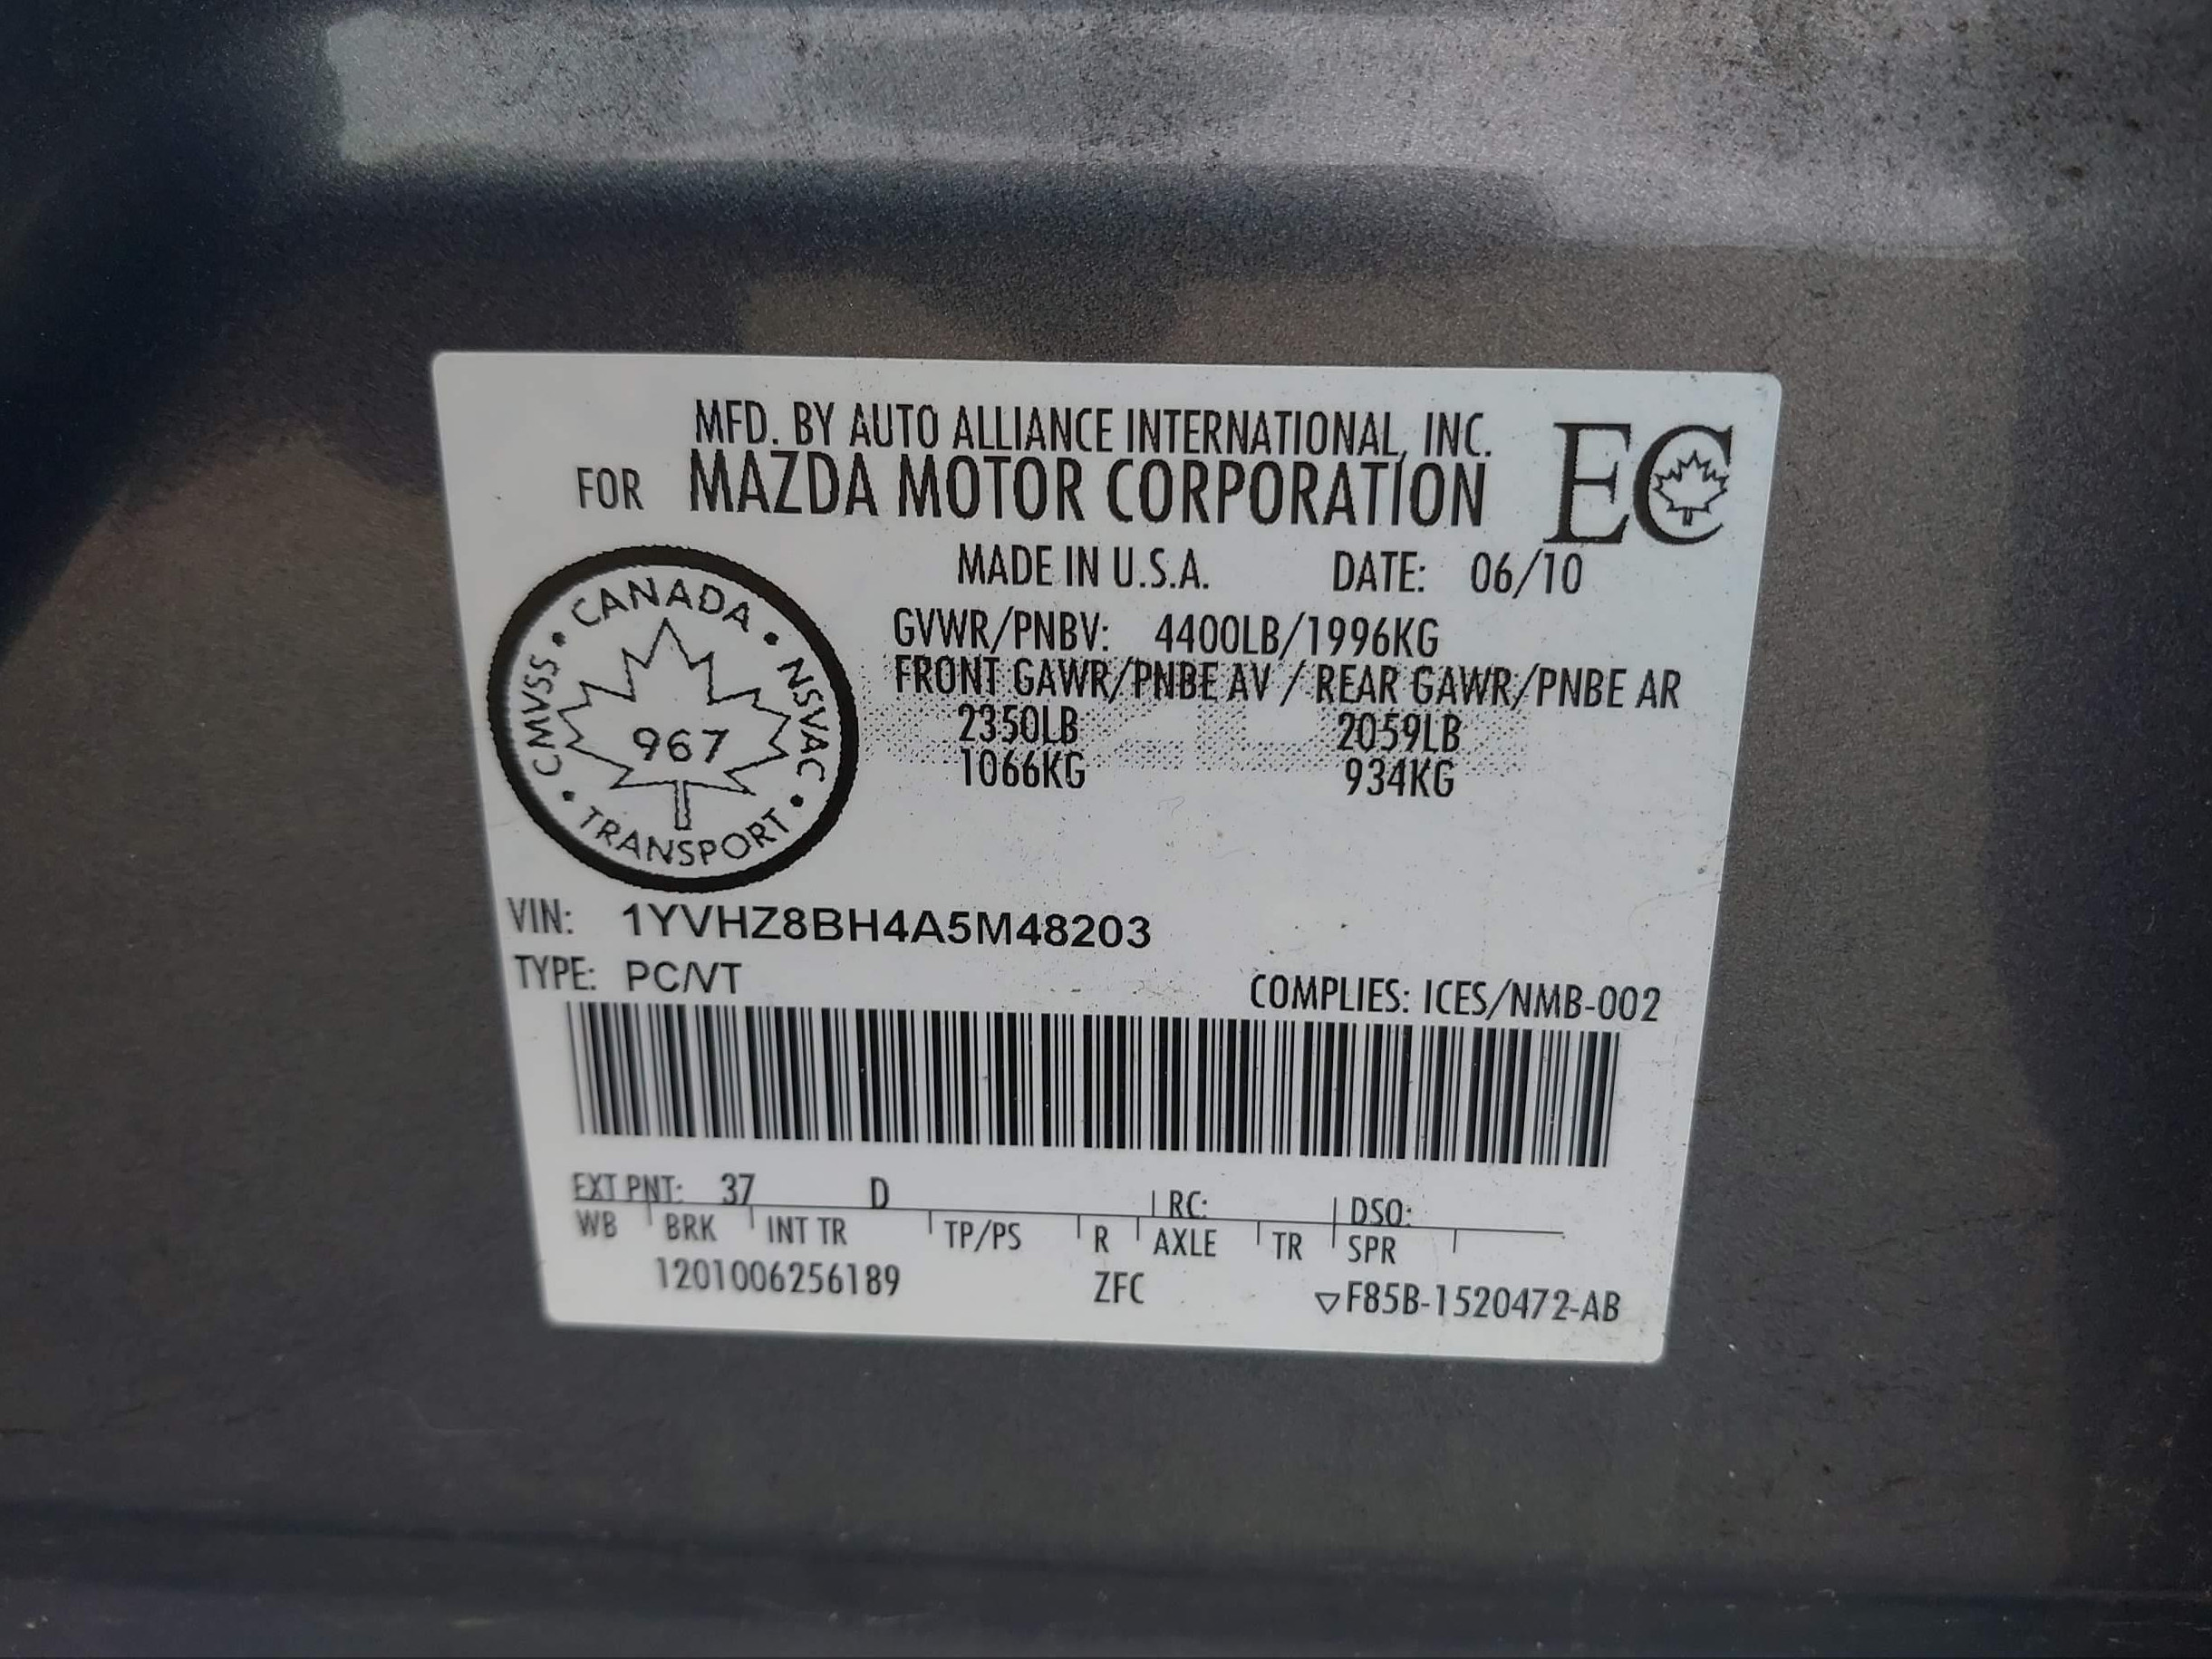 MFD. BY AUTO ALLIANCE INTERNATIONAL, INC.
FOR MAZDA MOTOR CORPORATION
EC
MADE IN U.S.A. DATE: 06/10
GVWR/PNBV: 4400LB/1996KG
FRONT GAWR/PNBE AV / REAR GAWR/PNBE AR
2350LB 2059LB
1066KG 934KG
CANADA • NSVAC • TRANSPORT • CMVSS •
967
VIN: 1YVHZ8BH4A5M48203
TYPE: PC/VT
COMPLIES: ICES/NMB-002
EXT PNT: 37 D RC: DSO:
WB BRK INT TR TP/PS R AXLE TR SPR
1201006256189 ZFC ▽F85B-1520472-AB